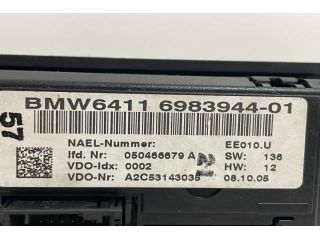 BMW6411 6983944-01
57
NAEL-Nummer: EE010.U
lfd. Nr: 050466679 A SW: 136
VDO-Idx: 0002 HW: 12
VDO-Nr: A2C53143035 08.10.05